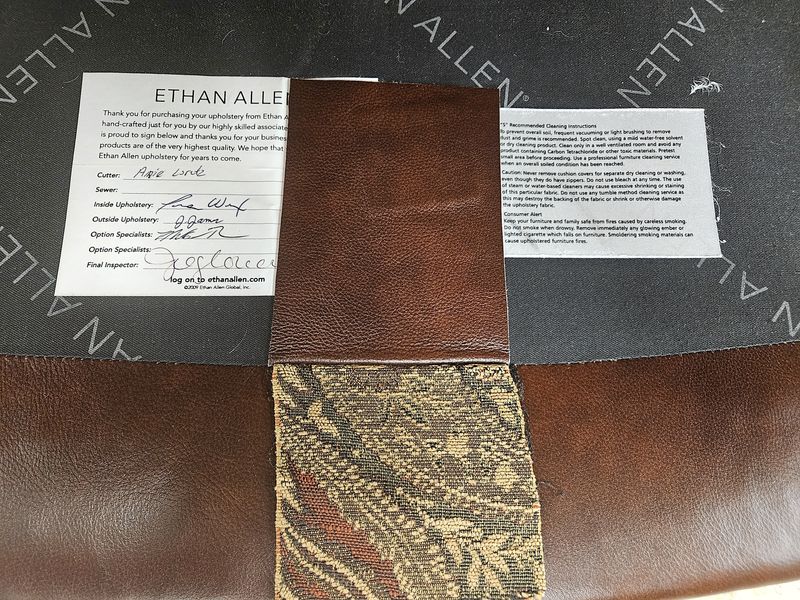 ETHAN ALLEN
ETHAN ALLE
Thank you for purchasing your upholstery from Ethan A
hand-crafted just for you by our highly skilled associate
is proud to sign below and thanks you for your busines
products are of the very highest quality. We hope that
Ethan Allen upholstery for years to come.
Cutter:
Sewer:
Inside Upholstery:
Outside Upholstery: J. James
Option Specialists:
Option Specialists:
Final Inspector:
log on to ethanallen.com
©2009 Ethan Allen Global, Inc.
"S" Recommended Cleaning Instructions
To prevent overall soil, frequent vacuuming or light brushing to remove
dust and grime is recommended. Spot clean, using a mild water-free solvent
or dry cleaning product. Clean only in a well ventilated room and avoid any
product containing Carbon Tetrachloride or other toxic materials. Pretest
small area before proceeding. Use a professional furniture cleaning service
when an overall soiled condition has been reached.
Caution: Never remove cushion covers for separate dry cleaning or washing,
even though they do have zippers. Do not use bleach at any time. The use
of steam or water-based cleaners may cause excessive shrinking or staining
of this particular fabric. Do not use any tumble method cleaning service as
this may destroy the backing of the fabric or shrink or otherwise damage
the upholstery fabric.
Consumer Alert
Keep your furniture and family safe from fires caused by careless smoking.
Do not smoke when drowsy. Remove immediately any glowing ember or
lighted cigarette which falls on furniture. Smoldering smoking materials can
cause upholstered furniture fires.